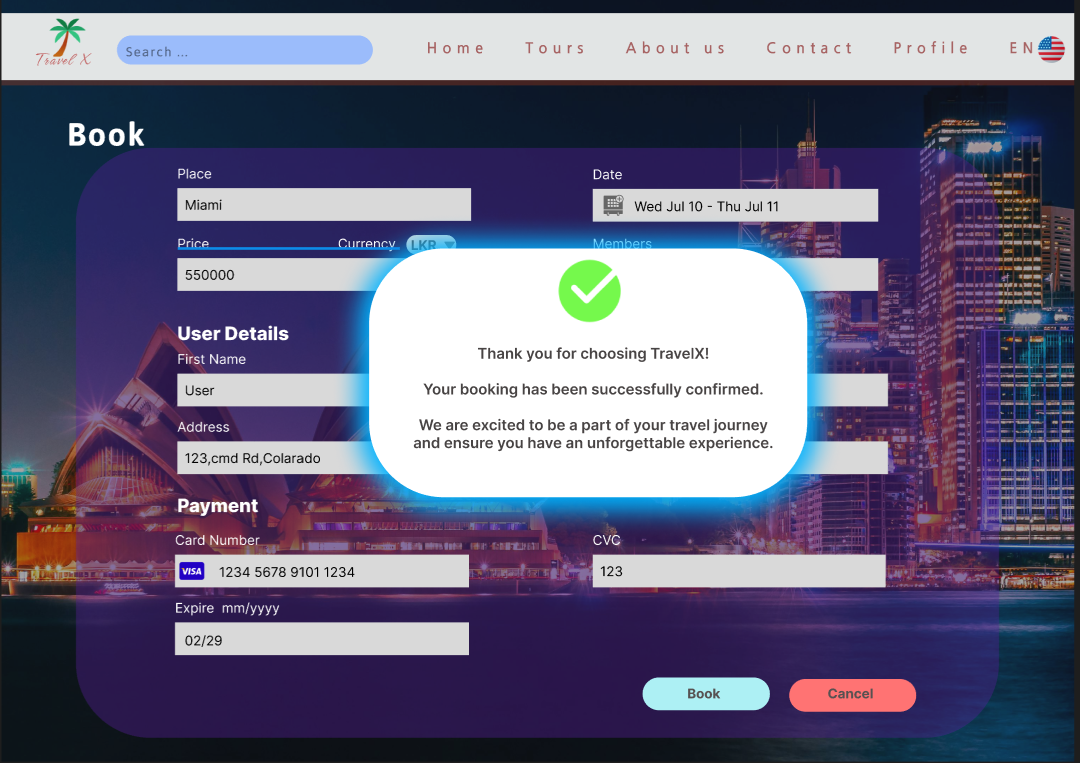 Travel X
Search ...
Home Tours About us Contact Profile EN
Book
Place
Date
Miami
Wed Jul 10 - Thu Jul 11
Price Currency LKR
Members
550000
User Details
First Name
User
Address
123,cmd Rd,Colarado
Thank you for choosing TravelX!
Your booking has been successfully confirmed.
We are excited to be a part of your travel journey
and ensure you have an unforgettable experience.
Payment
Card Number
CVC
VISA 1234 5678 9101 1234
123
Expire mm/yyyy
02/29
Book
Cancel